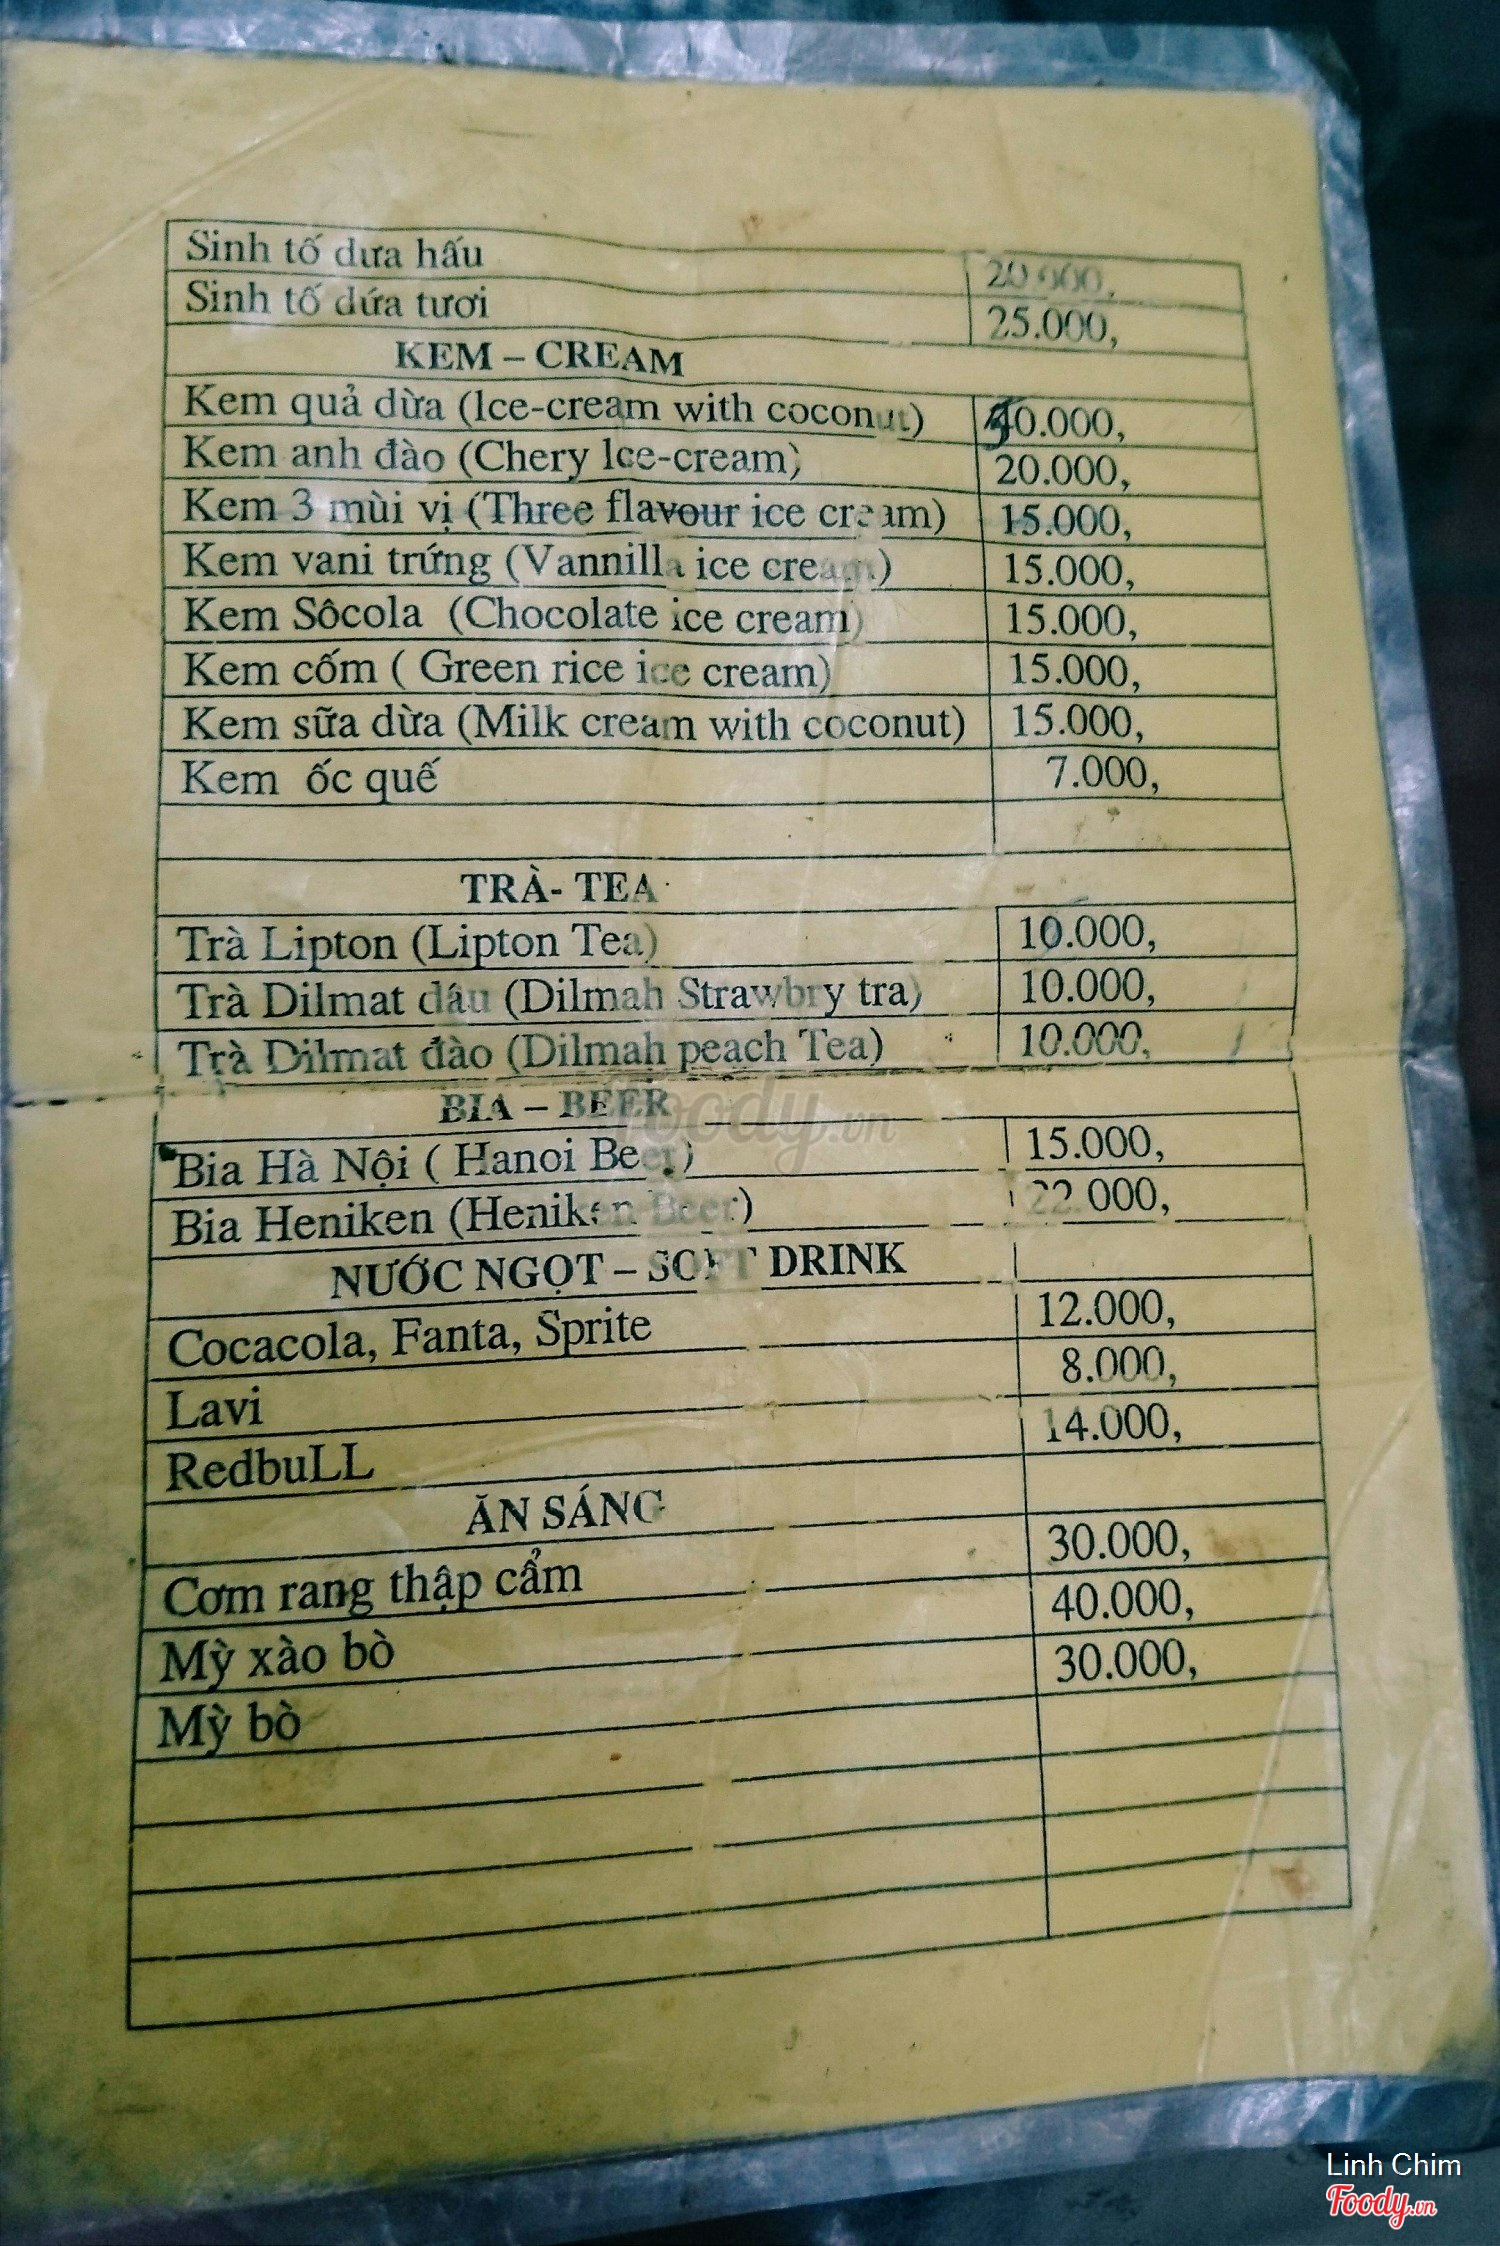 Sinh tố dưa hấu 20.000,
Sinh tố dứa tươi 25.000,
KEM – CREAM
Kem quả dừa (Ice-cream with coconut) 0.000,
Kem anh đào (Chery Ice-cream) 20.000,
Kem 3 mùi vị (Three flavour ice cream) 15.000,
Kem vani trứng (Vannilla ice cream) 15.000,
Kem Sôcola (Chocolate ice cream) 15.000,
Kem cốm ( Green rice ice cream) 15.000,
Kem sữa dừa (Milk cream with coconut) 15.000,
Kem ốc quế 7.000,
TRÀ- TEA
Trà Lipton (Lipton Tea) 10.000,
Trà Dilmat dâu (Dilmah Strawbry tra) 10.000,
Trà Dilmat đào (Dilmah peach Tea) 10.000,
BIA – BEER
Bia Hà Nội ( Hanoi Beer) 15.000,
Bia Heniken (Heniken Beer) 22.000,
NƯỚC NGỌT – SOFT DRINK
Cocacola, Fanta, Sprite 12.000,
Lavi 8.000,
RedbuLL 14.000,
ĂN SÁNG
Cơm rang thập cẩm 30.000,
Mỳ xào bò 40.000,
Mỳ bò 30.000,
foody.vn
Linh Chim
Foody.vn